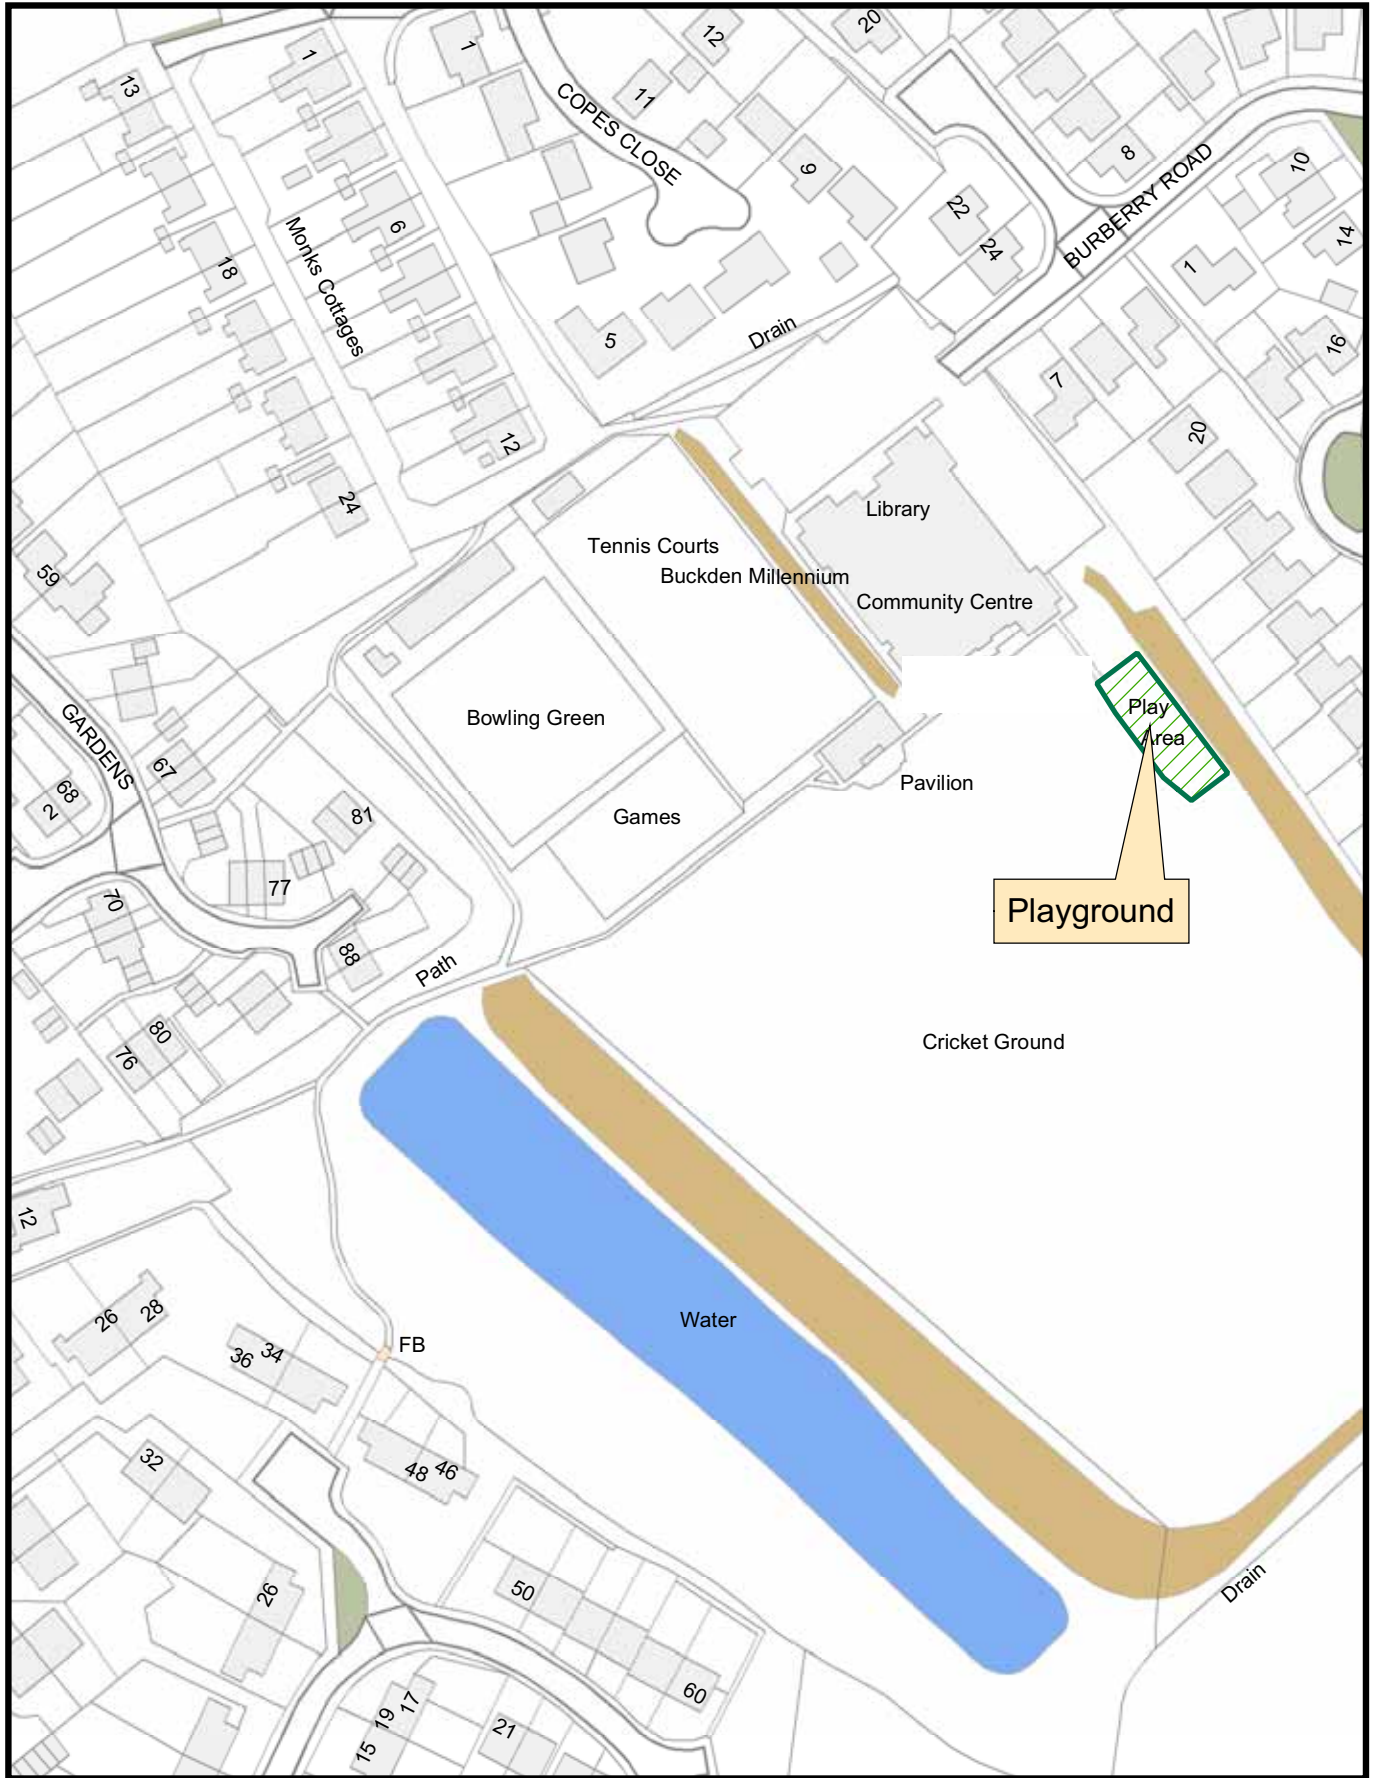 20
12
1
1
11
13
COPES CLOSE
8
10
9
BURBERRY ROAD
22
6
14
24
18
1
Monks Cottages
Drain
5
16
7
20
12
24
Library
Tennis Courts
Buckden Millennium
59
Community Centre
Play
Area
Bowling Green
GARDENS
67
Pavilion
68
2
81
Games
77
70
Playground
88
Path
80
76
Cricket Ground
12
28
26
Water
FB
34
36
32
46
48
50
26
Drain
60
17
19
21
15